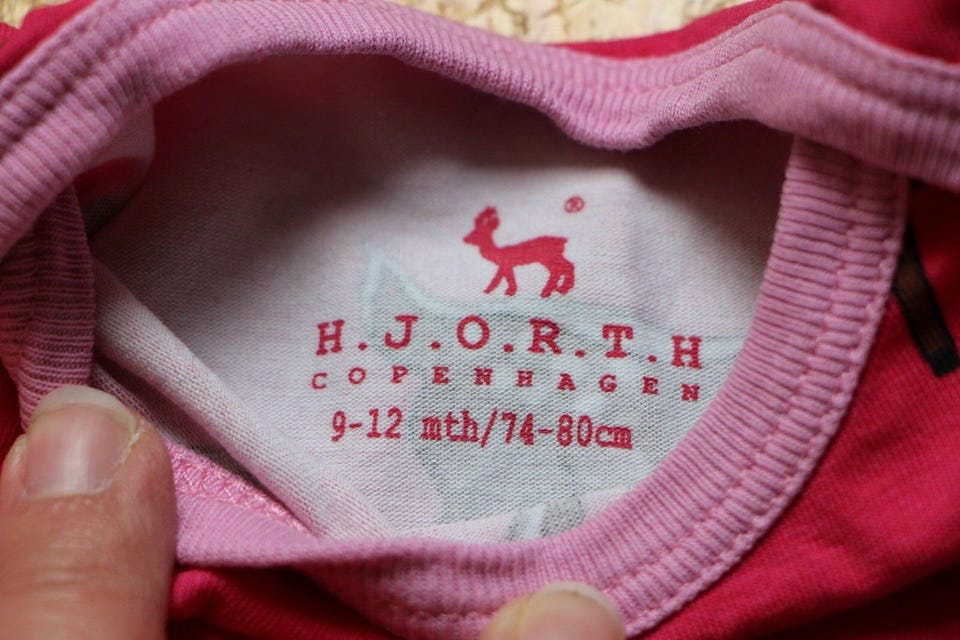 ®
H.J.O.R.T.H
COPENHAGEN
9-12 mth/74-80cm